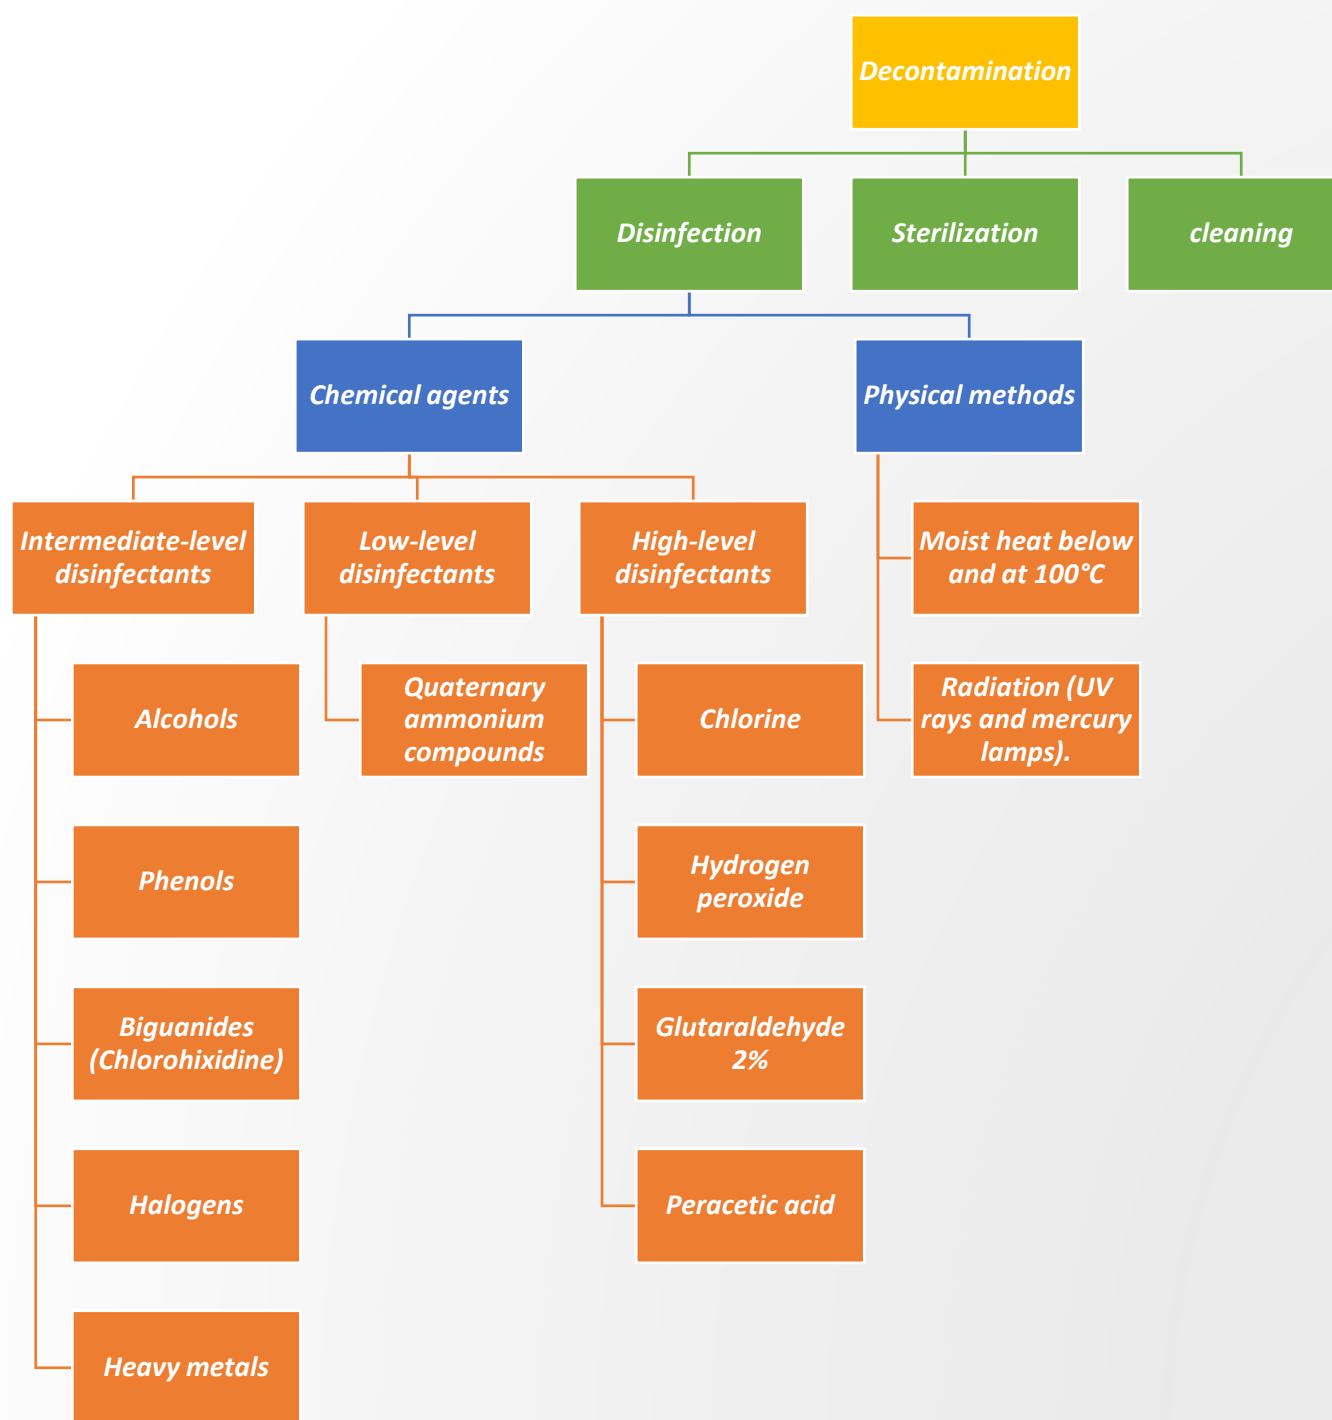 Decontamination
Disinfection
Sterilization
cleaning
Chemical agents
Physical methods
Intermediate-level
disinfectants
Low-level
disinfectants
High-level
disinfectants
Moist heat below
and at 100°C
Alcohols
Quaternary
ammonium
compounds
Chlorine
Radiation (UV
rays and mercury
lamps).
Phenols
Hydrogen
peroxide
Biguanides
(Chlorohixidine)
Glutaraldehyde
2%
Halogens
Peracetic acid
Heavy metals